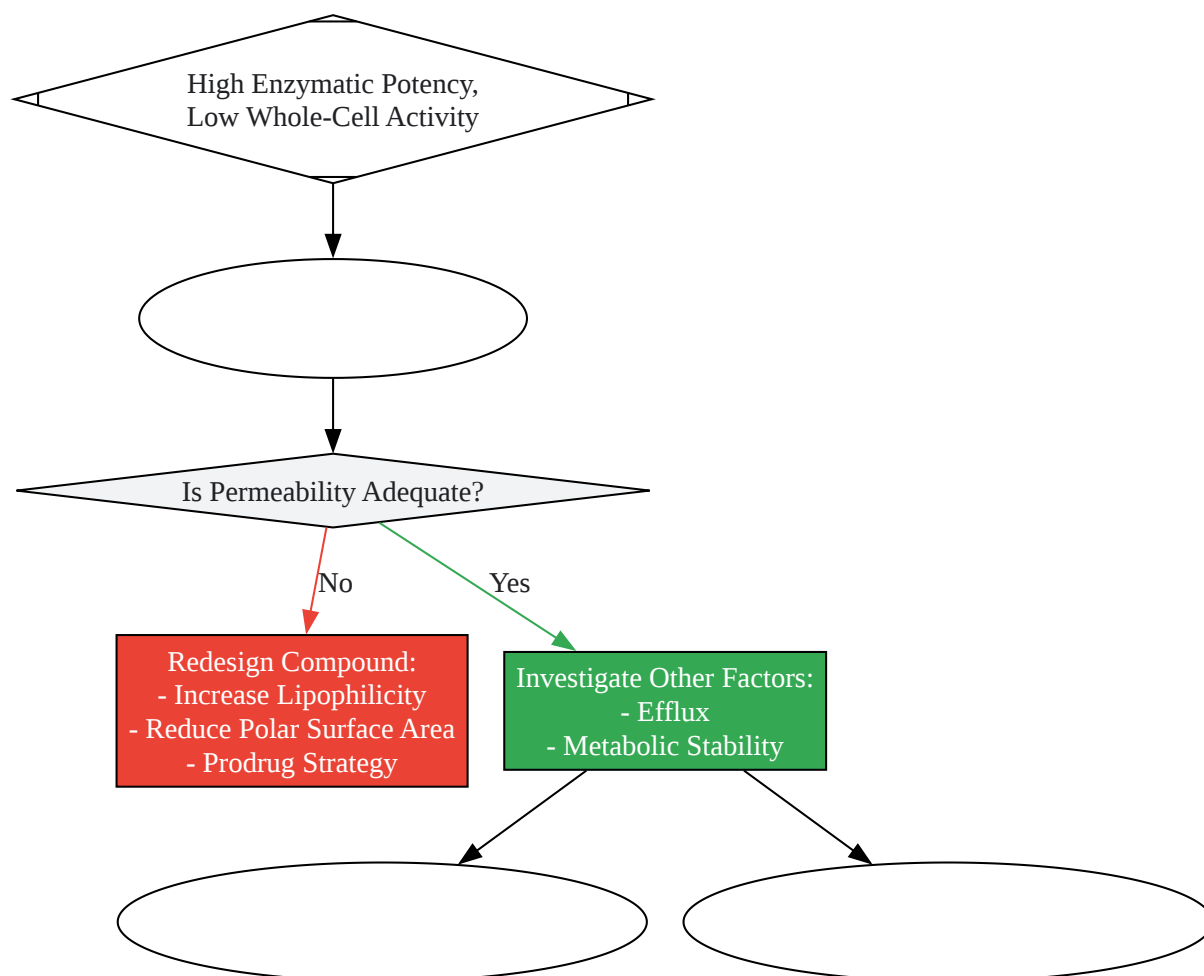 High Enzymatic Potency,
Low Whole-Cell Activity
Is Permeability Adequate?
No
Yes
Redesign Compound:
- Increase Lipophilicity
- Reduce Polar Surface Area
- Prodrug Strategy
Investigate Other Factors:
- Efflux
- Metabolic Stability